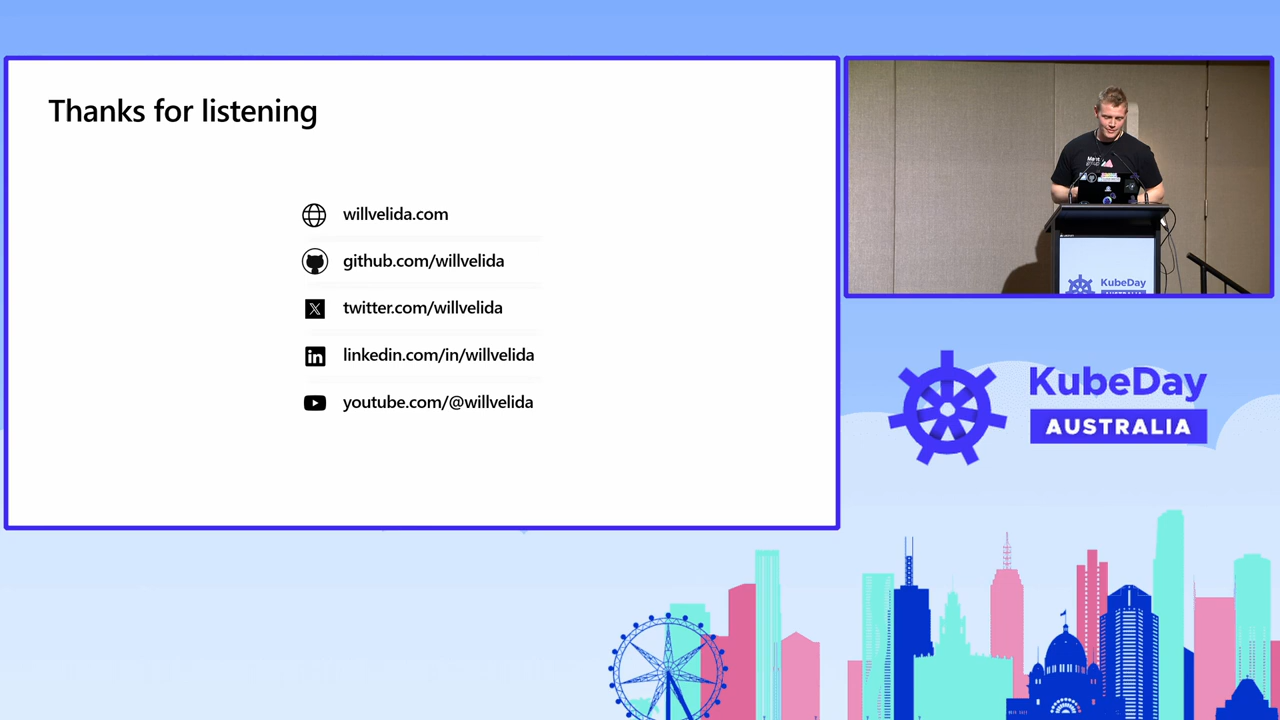 Thanks for listening
willvelida.com
github.com/willvelida
twitter.com/willvelida
linkedin.com/in/willvelida
youtube.com/@willvelida
KubeDay
KubeDay
AUSTRALIA